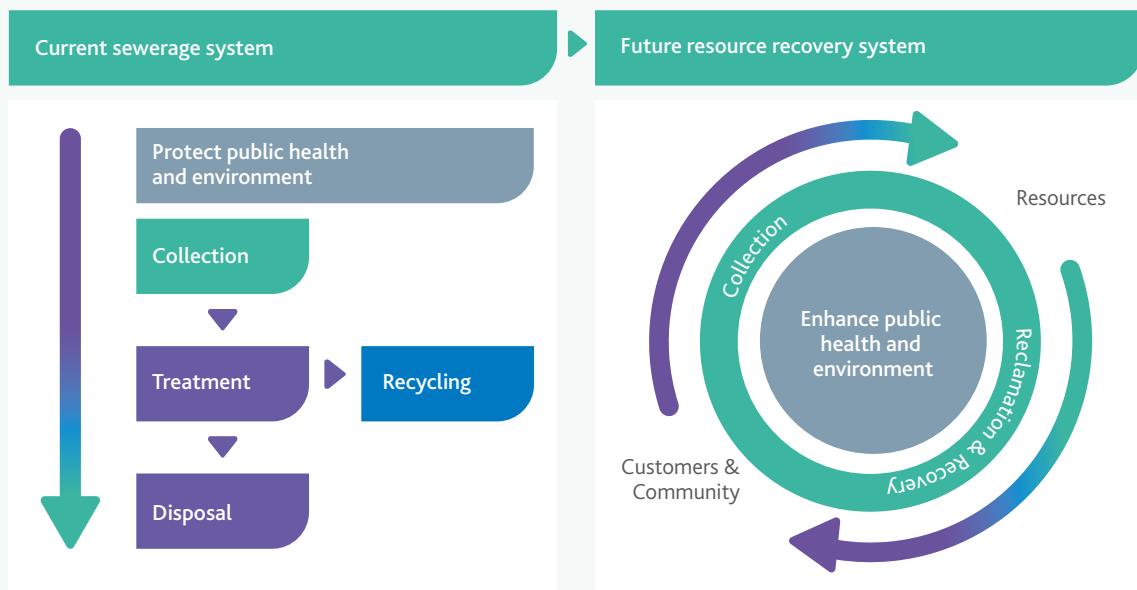 Current sewerage system
Future resource recovery system
Protect public health
and environment
Collection
Treatment
Recycling
Disposal
Resources
Collection
Enhance public
health and
environment
Reclamation & Recovery
Customers &
Community